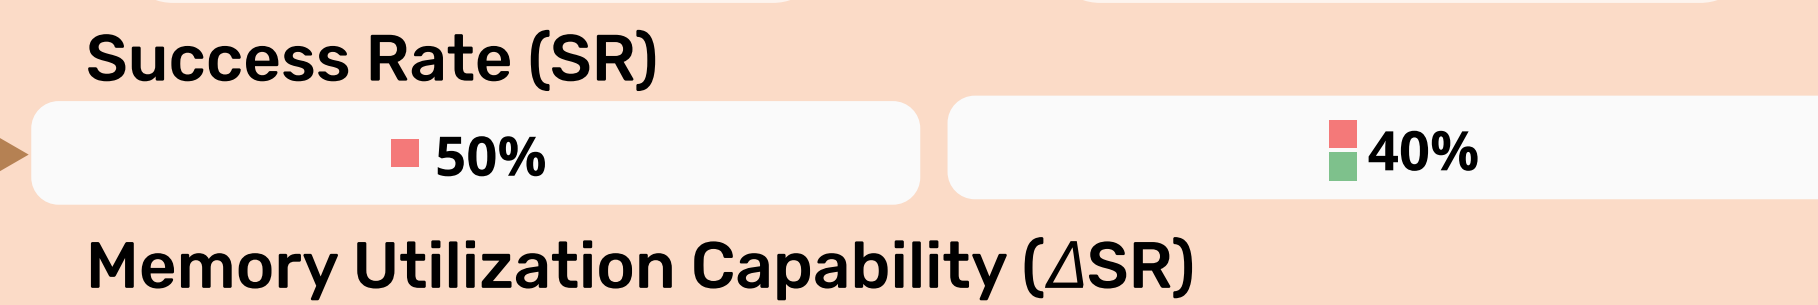 Success Rate (SR)
50%
40%
Memory Utilization Capability (ΔSR)